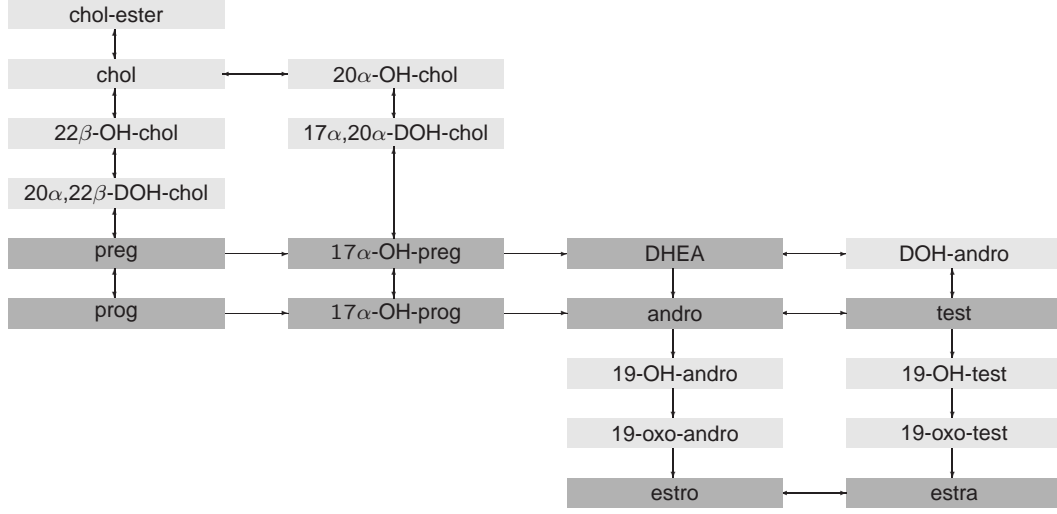 chol-ester
chol
20α-OH-chol
22β-OH-chol
17α,20α-DOH-chol
20α,22β-DOH-chol
preg
17α-OH-preg
DHEA
DOH-andro
prog
17α-OH-prog
andro
test
19-OH-andro
19-OH-test
19-oxo-andro
19-oxo-test
estro
estra